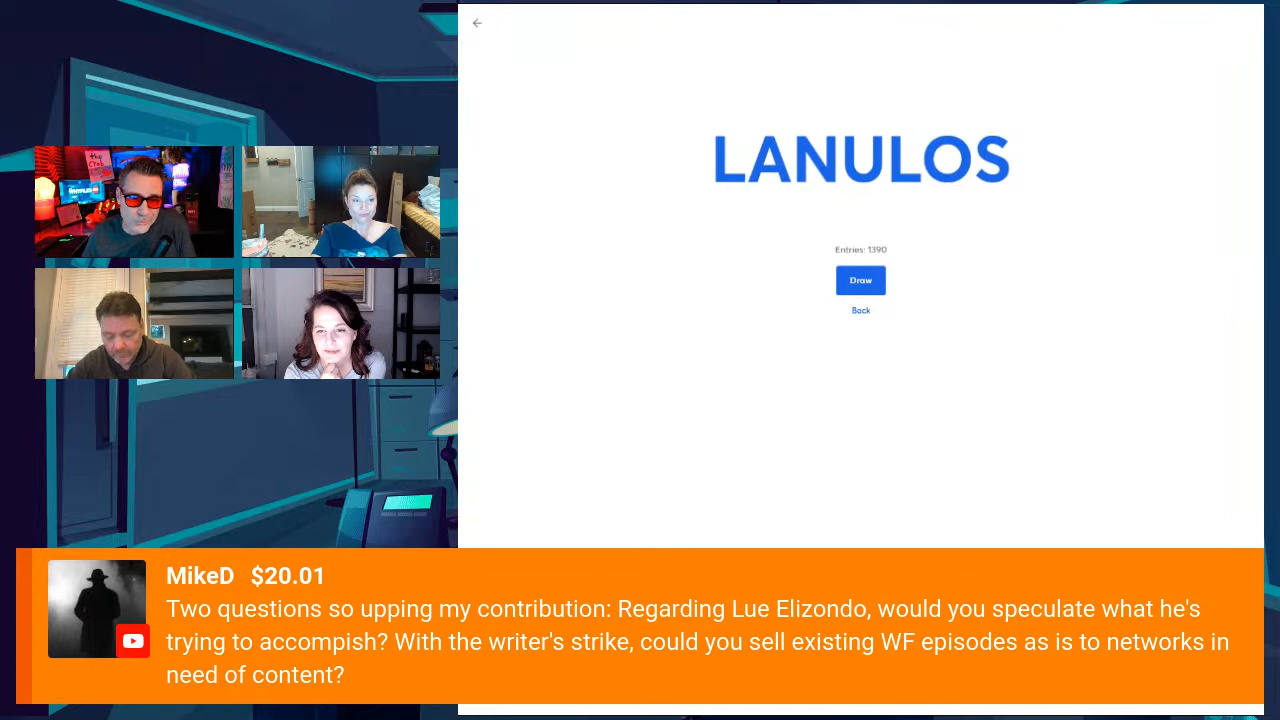 LANULOS
Entries: 1390
Draw
Back
MikeD $20.01
Two questions so upping my contribution: Regarding Lue Elizondo, would you speculate what he's
trying to accompish? With the writer's strike, could you sell existing WF episodes as is to networks in
need of content?